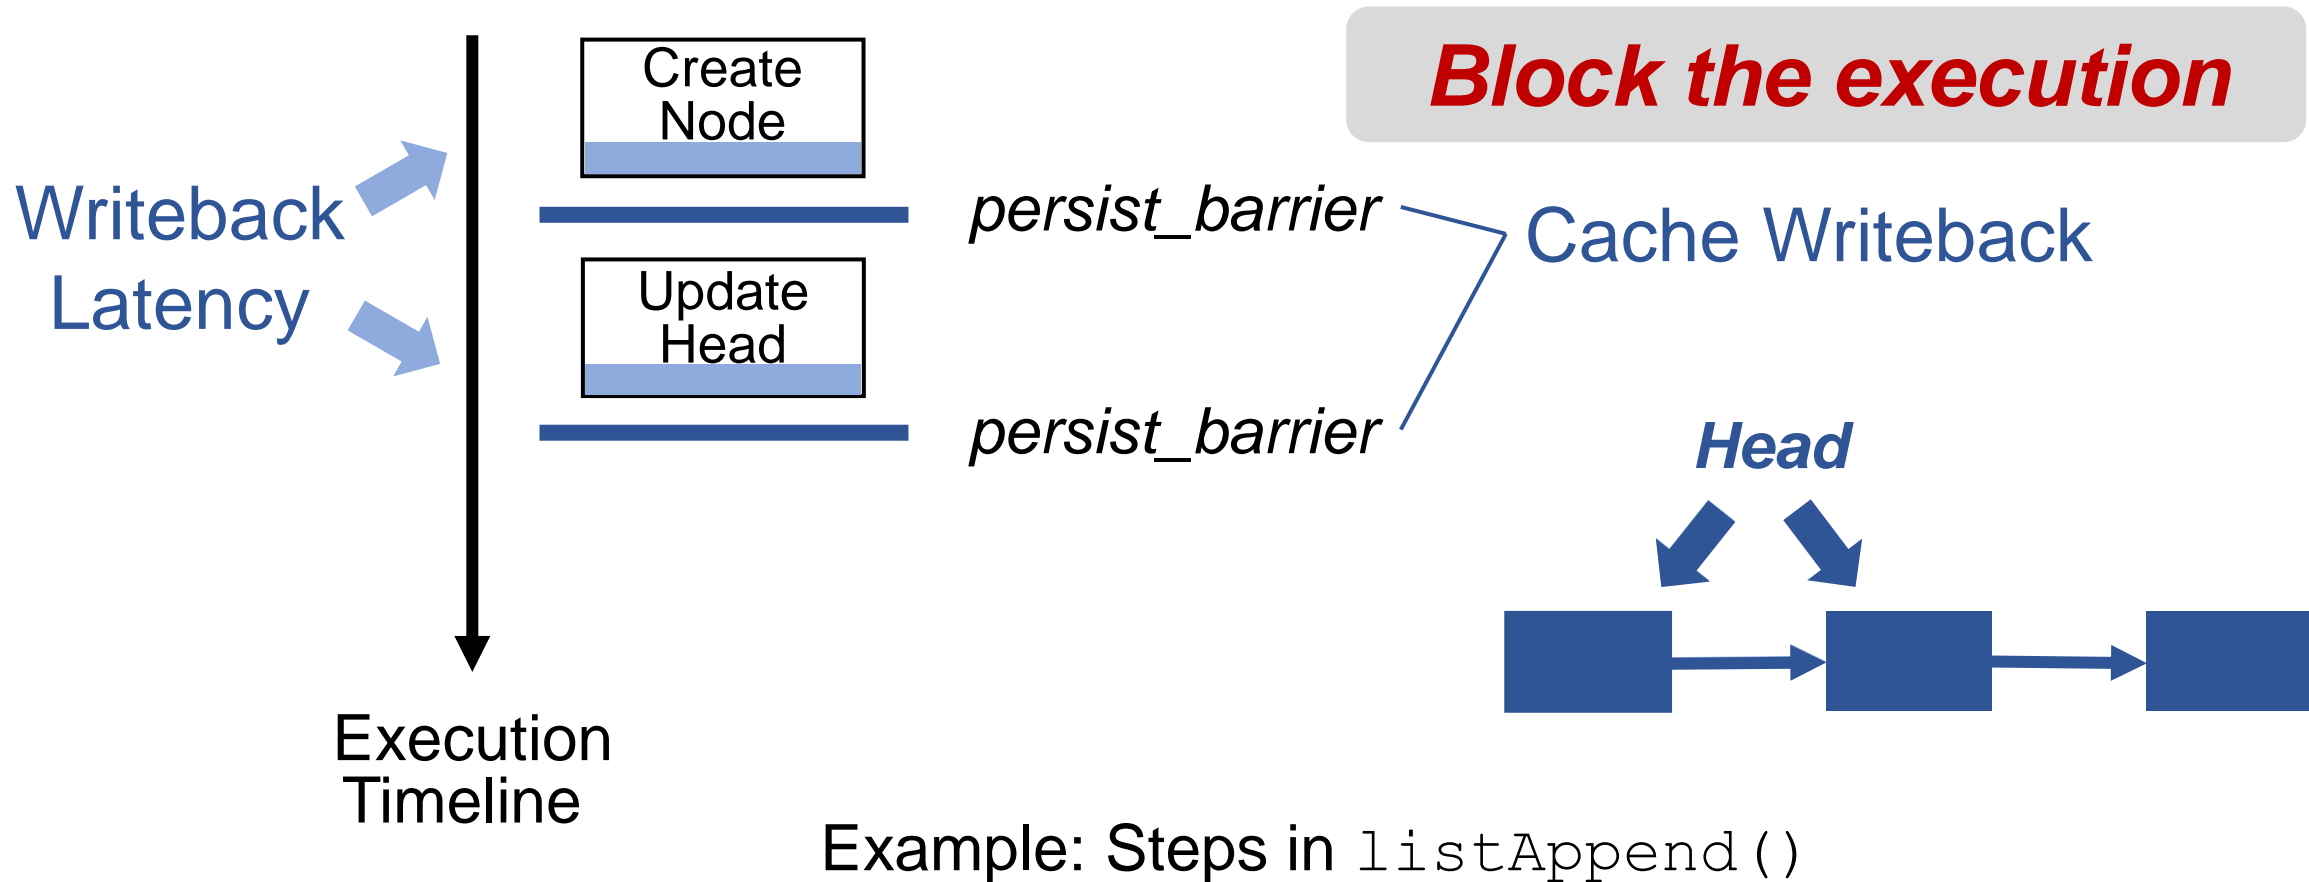 Block the execution
Create
Node
Writeback
Latency
persist_barrier
Cache Writeback
Update
Head
persist_barrier
Head
Execution
Timeline
Example: Steps in listAppend()